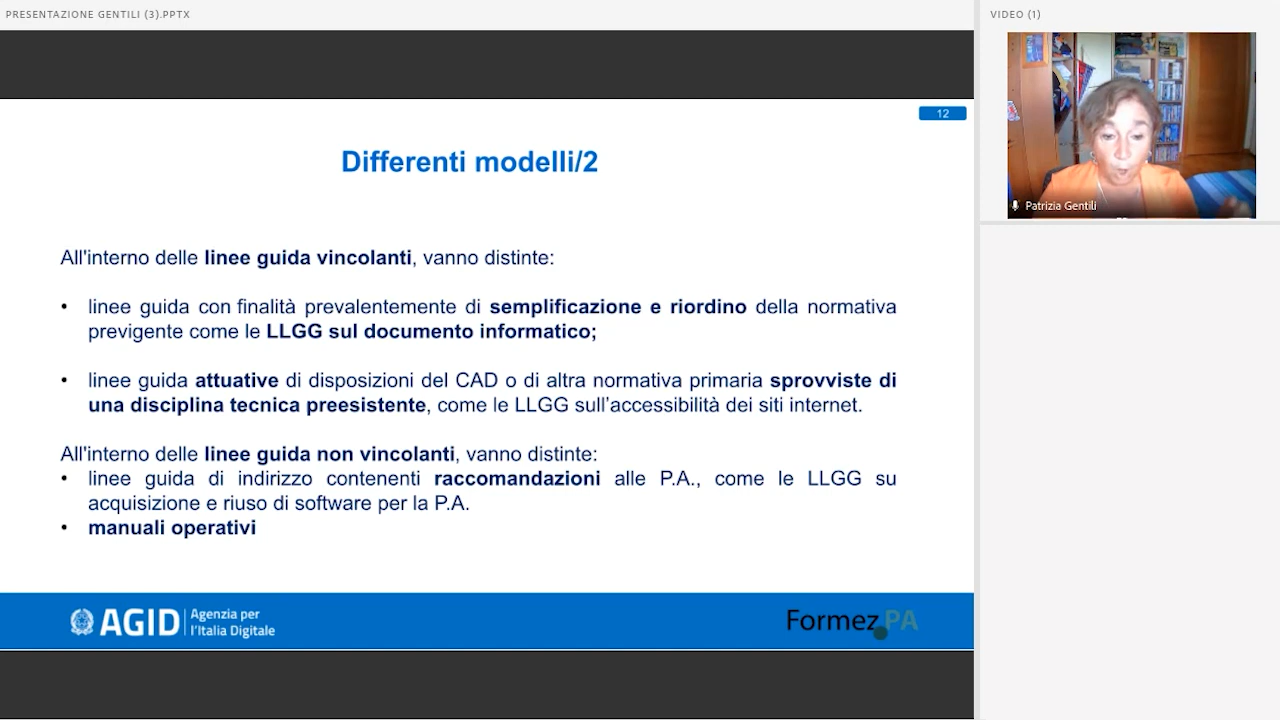 PRESENTAZIONE GENTILI (3).PPTX
VIDEO (1)
12
Patrizia Gentili
Differenti modelli/2
All'interno delle linee guida vincolanti, vanno distinte:
• linee guida con finalità prevalentemente di semplificazione e riordino della normativa
previgente come le LLGG sul documento informatico;
• linee guida attuative di disposizioni del CAD o di altra normativa primaria sprovviste di
una disciplina tecnica preesistente, come le LLGG sull'accessibilità dei siti internet.
All'interno delle linee guida non vincolanti, vanno distinte:
• linee guida di indirizzo contenenti raccomandazioni alle P.A., come le LLGG su
acquisizione e riuso di software per la P.A.
• manuali operativi
AGID Agenzia per
l'Italia Digitale
Formez PA